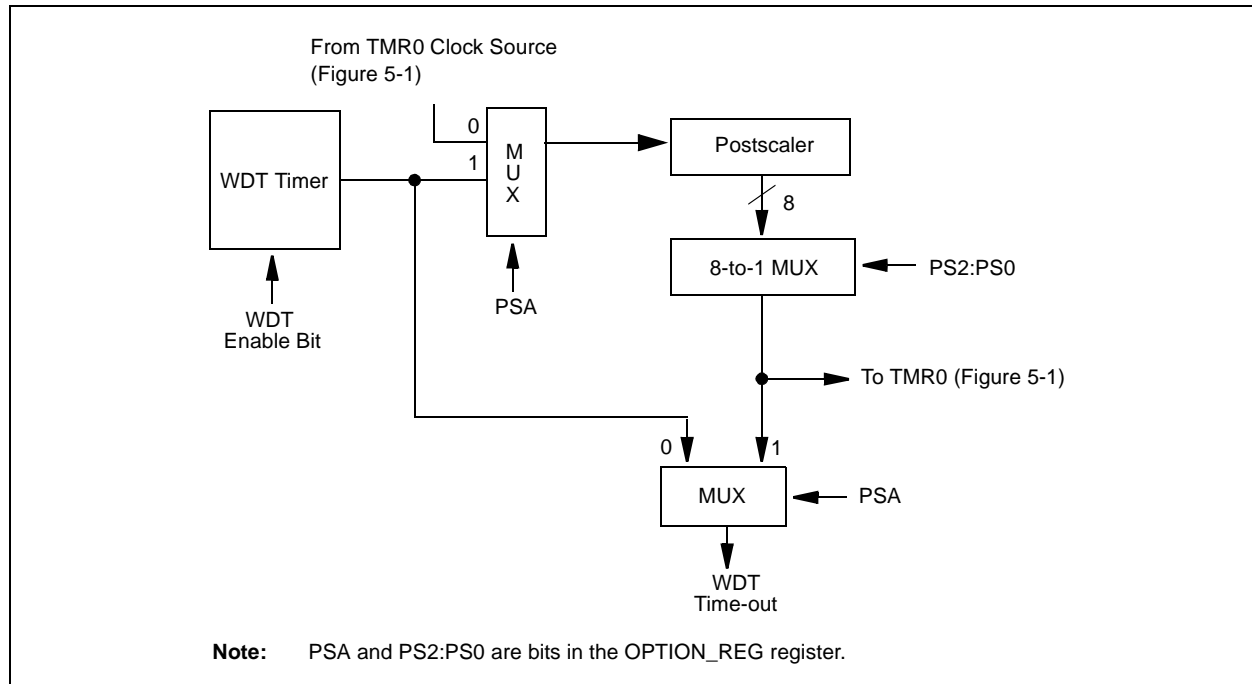 From TMR0 Clock Source
(Figure 5-1)
0
1
M
U
X
Postscaler
WDT Timer
8
8-to-1 MUX
PS2:PS0
PSA
WDT
Enable Bit
To TMR0 (Figure 5-1)
0
1
MUX
PSA
WDT
Time-out
Note: PSA and PS2:PS0 are bits in the OPTION_REG register.